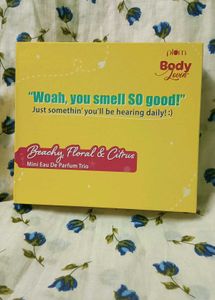 plum
Body
Lovin'
"Woah, you smell SO good!"
Just somethin' you'll be hearing daily! :)
Beachy, Floral & Citrus
Mini Eau De Parfum Trio